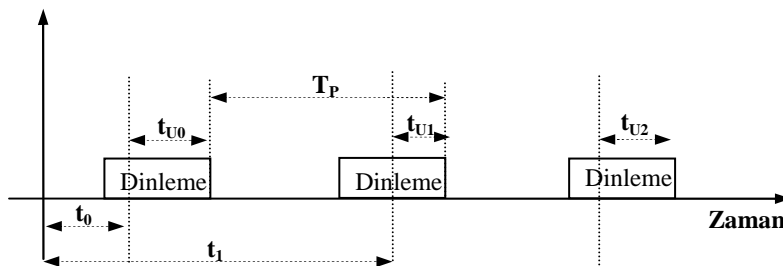 T_P
t_U0
t_U1
t_U2
Dinleme
Dinleme
Dinleme
t_0
Zaman
t_1